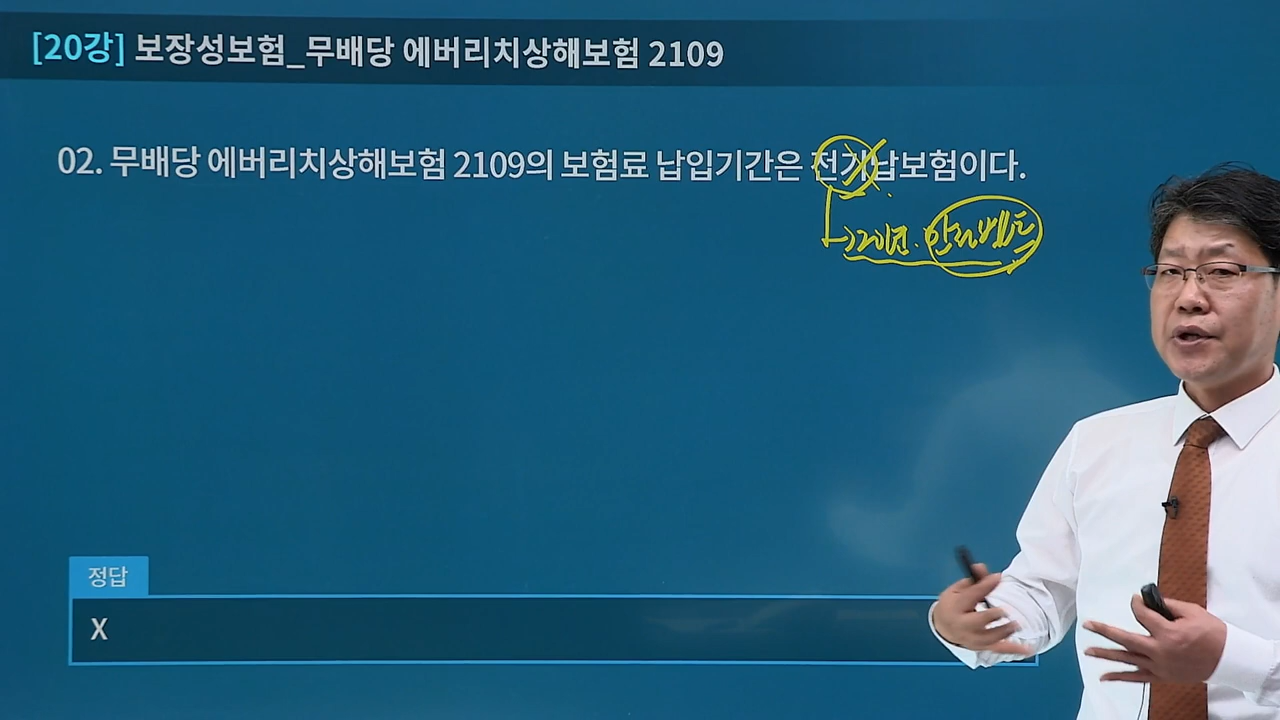 [20강] 보장성보험_무배당 에버리치상해보험 2109
02. 무배당 에버리치상해보험 2109의 보험료 납입기간은 전기납보험이다.
정답
X